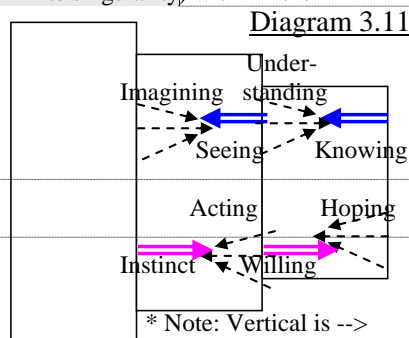 Diagram 3.11
Under-
Imagining standing
Seeing Knowing
Acting Hoping
Instinct Willing
* Note: Vertical is -->